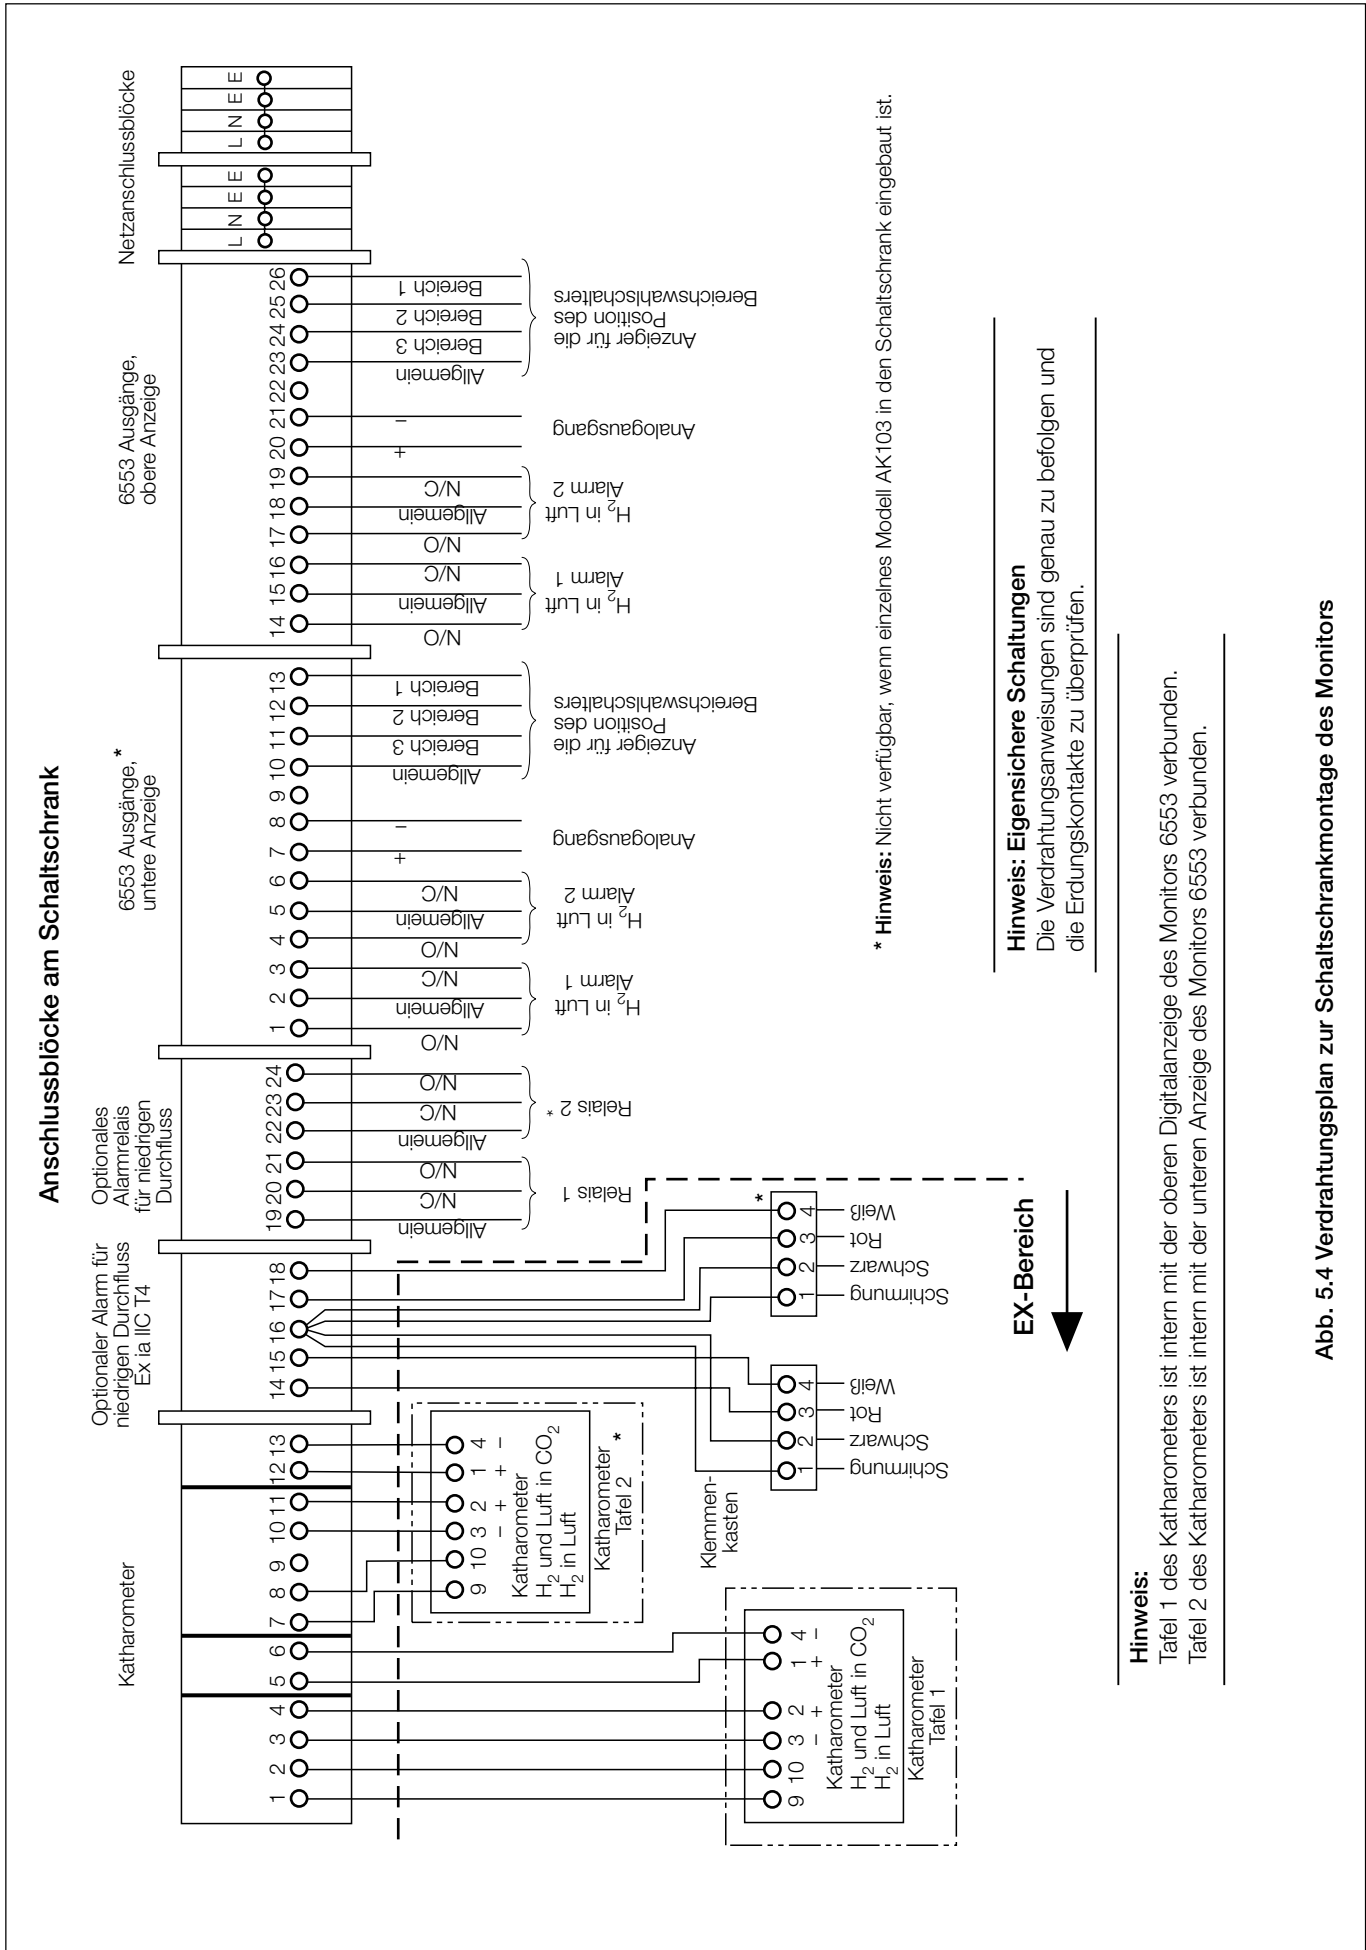 Anschlussblöcke am Schaltschrank
Katharometer
Optionaler Alarm für
niedrigen Durchfluss
Ex ia IIC T4
Optionales
Alarmrelais
für niedrigen
Durchfluss
6553 Ausgänge,*
untere Anzeige
6553 Ausgänge,
obere Anzeige
Netzanschlussblöcke
1 2 3 4 5 6 7 8 9 10 11 12 13
14 15 16 17 18
19 20 21 22 23 24
1 2 3 4 5 6 7 8 9 10 11 12 13
14 15 16 17 18 19 20 21 22 23 24 25 26
L N E E
L N E E
Allgemein
N/C
N/O
Relais 1
Allgemein
N/C
N/O
Relais 2 *
N/O
Allgemein
N/C
H2 in Luft
Alarm 1
N/O
Allgemein
N/C
H2 in Luft
Alarm 2
+ –
Analogausgang
Allgemein
Bereich 3
Bereich 2
Bereich 1
Anzeiger für die
Position des
Bereichswahlschalters
N/O
Allgemein
N/C
H2 in Luft
Alarm 1
N/O
Allgemein
N/C
H2 in Luft
Alarm 2
+ –
Analogausgang
Allgemein
Bereich 3
Bereich 2
Bereich 1
Anzeiger für die
Position des
Bereichswahlschalters
9 10 3 2 1 4
– + + –
Katharometer
H2 und Luft in CO2
H2 in Luft
Katharometer *
Tafel 2
9 10 3 2 1 4
– + + –
Katharometer
H2 und Luft in CO2
H2 in Luft
Katharometer
Tafel 1
Klemmen-
kasten
1 2 3 4
Schirmung
Schwarz
Rot
Weiß
*
1 2 3 4
Schirmung
Schwarz
Rot
Weiß
EX-Bereich
* Hinweis: Nicht verfügbar, wenn einzelnes Modell AK103 in den Schaltschrank eingebaut ist.
Hinweis: Eigensichere Schaltungen
Die Verdrahtungsanweisungen sind genau zu befolgen und
die Erdungskontakte zu überprüfen.
Hinweis:
Tafel 1 des Katharometers ist intern mit der oberen Digitalanzeige des Monitors 6553 verbunden.
Tafel 2 des Katharometers ist intern mit der unteren Anzeige des Monitors 6553 verbunden.
Abb. 5.4 Verdrahtungsplan zur Schaltschrankmontage des Monitors